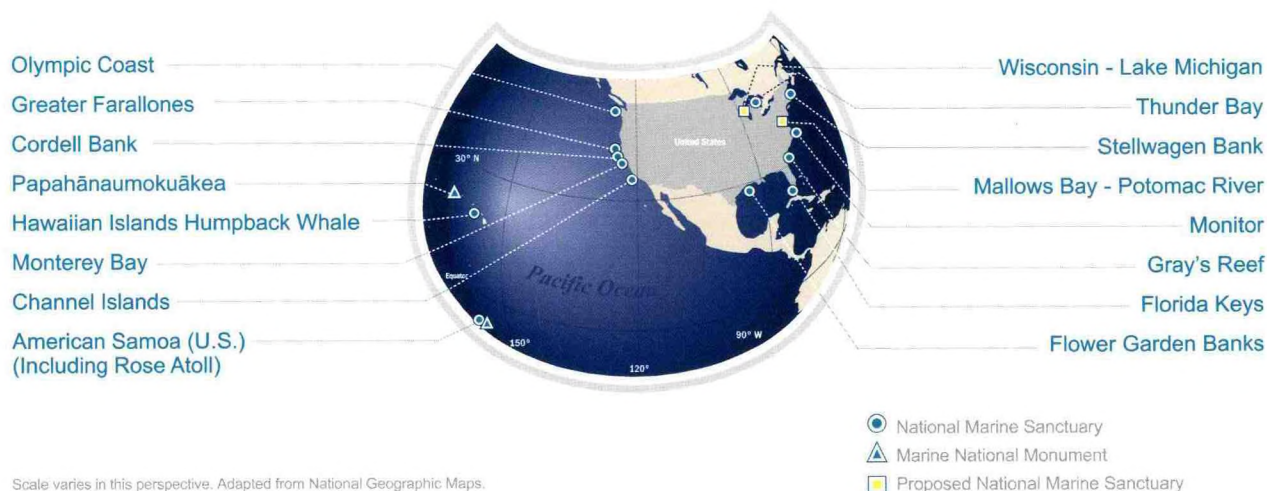 Olympic Coast
Greater Farallones
Cordell Bank
Papahānaumokuākea
Hawaiian Islands Humpback Whale
Monterey Bay
Channel Islands
American Samoa (U.S.)
(Including Rose Atoll)
30° N
Equator
150°
120°
90° W
Pacific Ocean
United States
Wisconsin - Lake Michigan
Thunder Bay
Stellwagen Bank
Mallows Bay - Potomac River
Monitor
Gray's Reef
Florida Keys
Flower Garden Banks
National Marine Sanctuary
Marine National Monument
Proposed National Marine Sanctuary
Scale varies in this perspective. Adapted from National Geographic Maps.